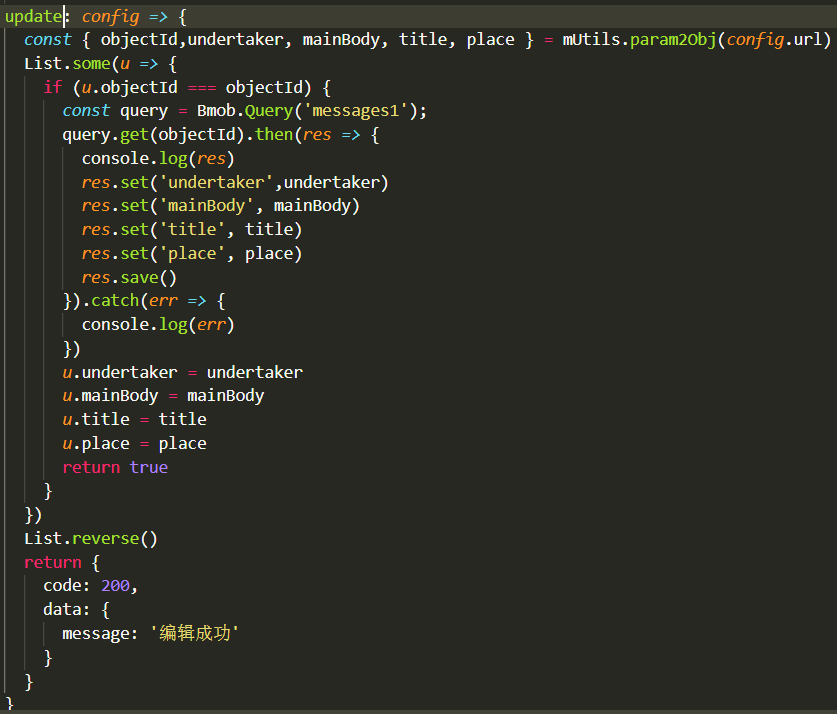 update: config => {
const { objectId,undertaker, mainBody, title, place } = mUtils.param2Obj(config.url)
List.some(u => {
if (u.objectId === objectId) {
const query = Bmob.Query('messages1');
query.get(objectId).then(res => {
console.log(res)
res.set('undertaker',undertaker)
res.set('mainBody', mainBody)
res.set('title', title)
res.set('place', place)
res.save()
}).catch(err => {
console.log(err)
})
u.undertaker = undertaker
u.mainBody = mainBody
u.title = title
u.place = place
return true
}
})
List.reverse()
return {
code: 200,
data: {
message: '编辑成功'
}
}
}